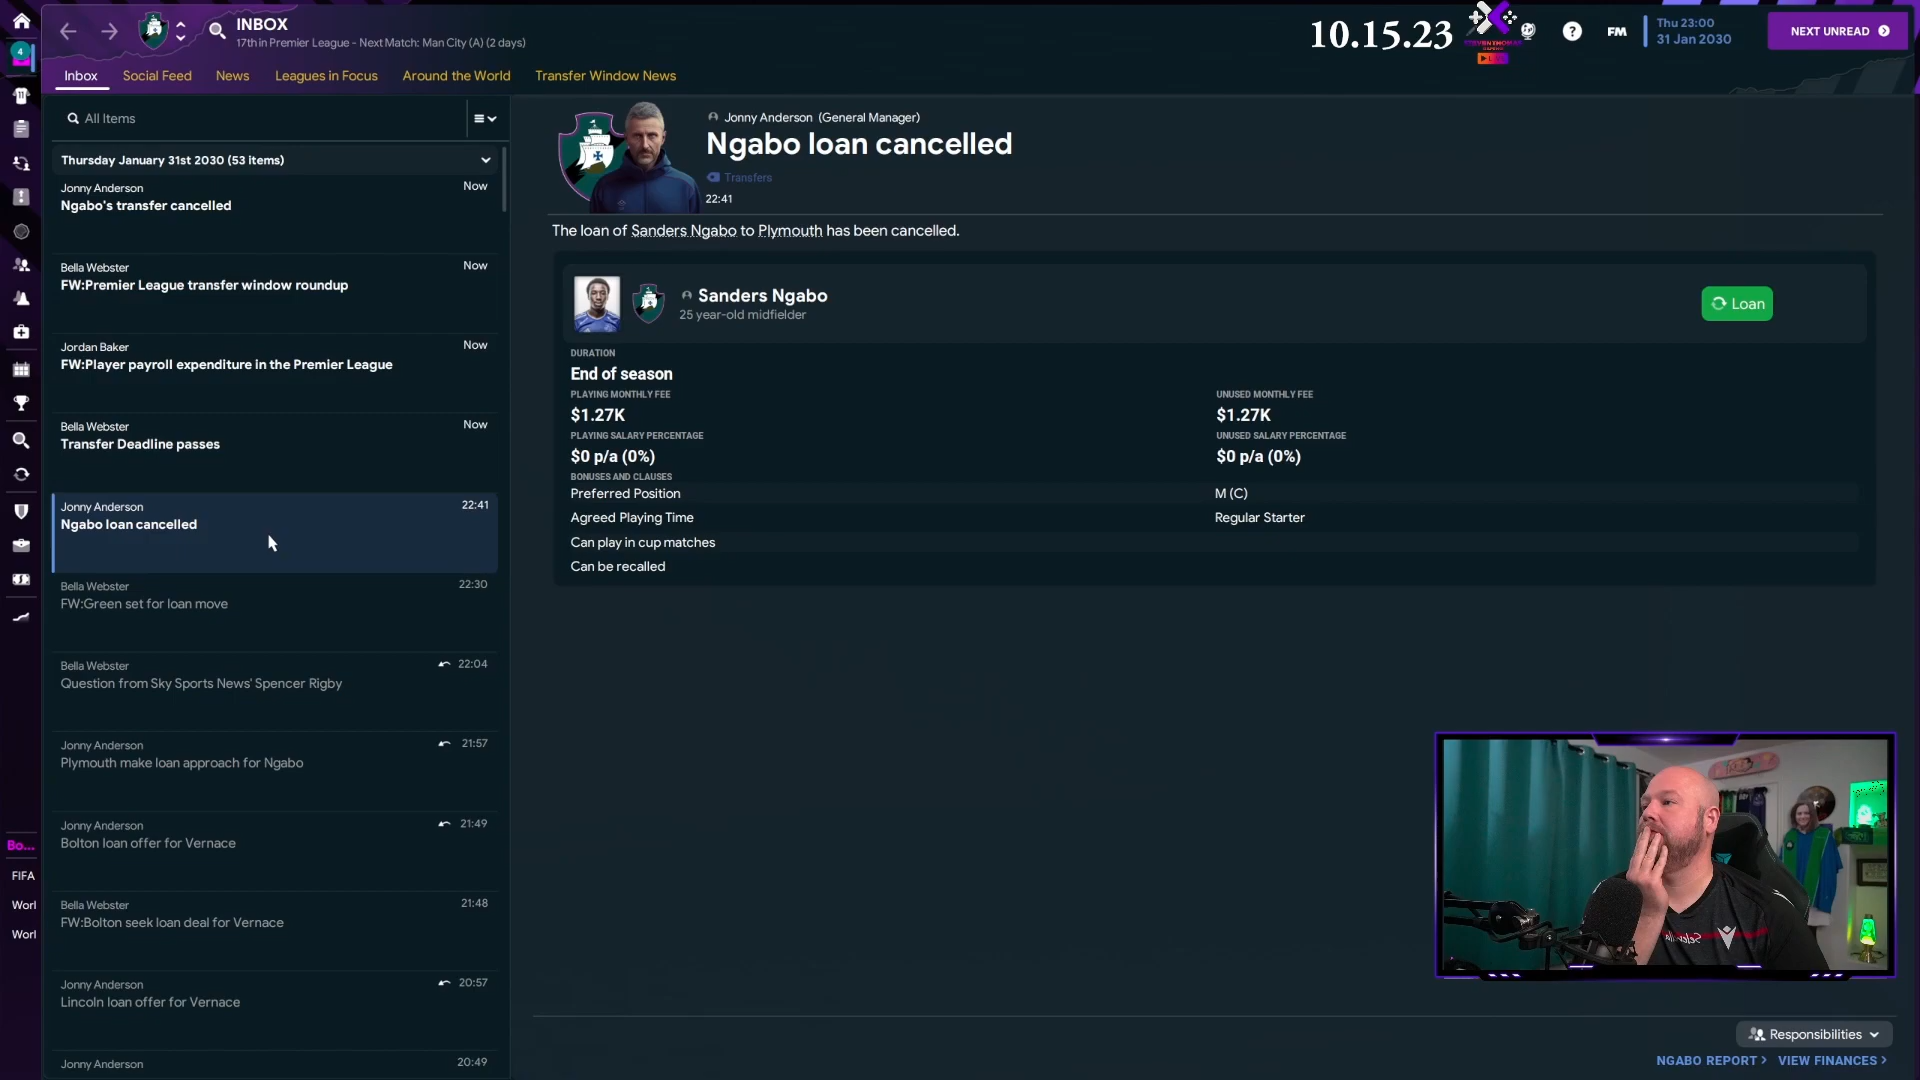 INBOX
17th in Premier League - Next Match: Man City (A) (2 days)
10.15.23
FM
Thu 23:00
31 Jan 2030
NEXT UNREAD
4
Inbox
Social Feed
News
Leagues in Focus
Around the World
Transfer Window News
All Items
Thursday January 31st 2030 (53 items)
Jonny Anderson
Now
Ngabo's transfer cancelled
Bella Webster
Now
FW:Premier League transfer window roundup
Jordan Baker
Now
FW:Player payroll expenditure in the Premier League
Bella Webster
Now
Transfer Deadline passes
Jonny Anderson
22:41
Ngabo loan cancelled
Bella Webster
22:30
FW:Green set for loan move
Bella Webster
22:04
Question from Sky Sports News' Spencer Rigby
Jonny Anderson
21:57
Plymouth make loan approach for Ngabo
Jonny Anderson
21:49
Bolton loan offer for Vernace
Bella Webster
21:48
FW:Bolton seek loan deal for Vernace
Jonny Anderson
20:57
Lincoln loan offer for Vernace
Jonny Anderson
20:49
Bo...
FIFA
Worl
Worl
Jonny Anderson (General Manager)
Ngabo loan cancelled
Transfers
22:41
The loan of Sanders Ngabo to Plymouth has been cancelled.
Sanders Ngabo
25 year-old midfielder
Loan
DURATION
End of season
PLAYING MONTHLY FEE
$1.27K
UNUSED MONTHLY FEE
$1.27K
PLAYING SALARY PERCENTAGE
$0 p/a (0%)
UNUSED SALARY PERCENTAGE
$0 p/a (0%)
BONUSES AND CLAUSES
Preferred Position
M (C)
Agreed Playing Time
Regular Starter
Can play in cup matches
Can be recalled
Responsibilities
NGABO REPORT
VIEW FINANCES